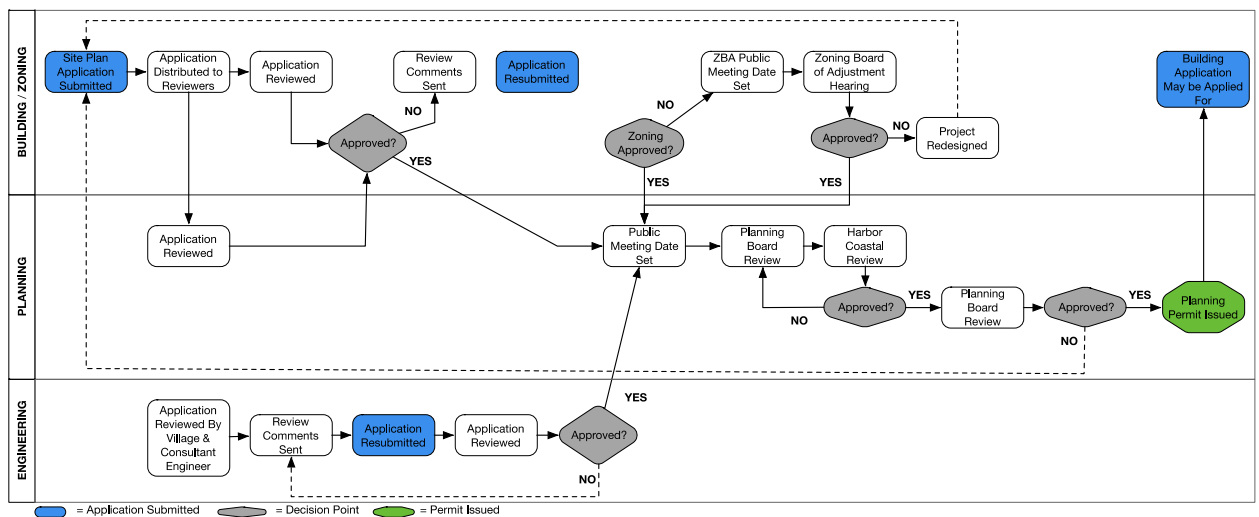 BUILDING / ZONING
Site Plan
Application
Submitted
Application
Distributed to
Reviewers
Application
Reviewed
Review
Comments
Sent
Application
Resubmitted
NO
Approved?
YES
ZBA Public
Meeting Date
Set
Zoning Board
of Adjustment
Hearing
NO
Zoning
Approved?
YES
Approved?
NO
YES
Project
Redesigned
Building
Application
May be Applied
For
PLANNING
Application
Reviewed
Public
Meeting Date
Set
Planning
Board
Review
Harbor
Coastal
Review
Approved?
NO
YES
Planning
Board
Review
Approved?
YES
NO
Planning
Permit Issued
ENGINEERING
Application
Reviewed By
Village &
Consultant
Engineer
Review
Comments
Sent
Application
Resubmitted
Application
Reviewed
Approved?
YES
NO
= Application Submitted
= Decision Point
= Permit Issued